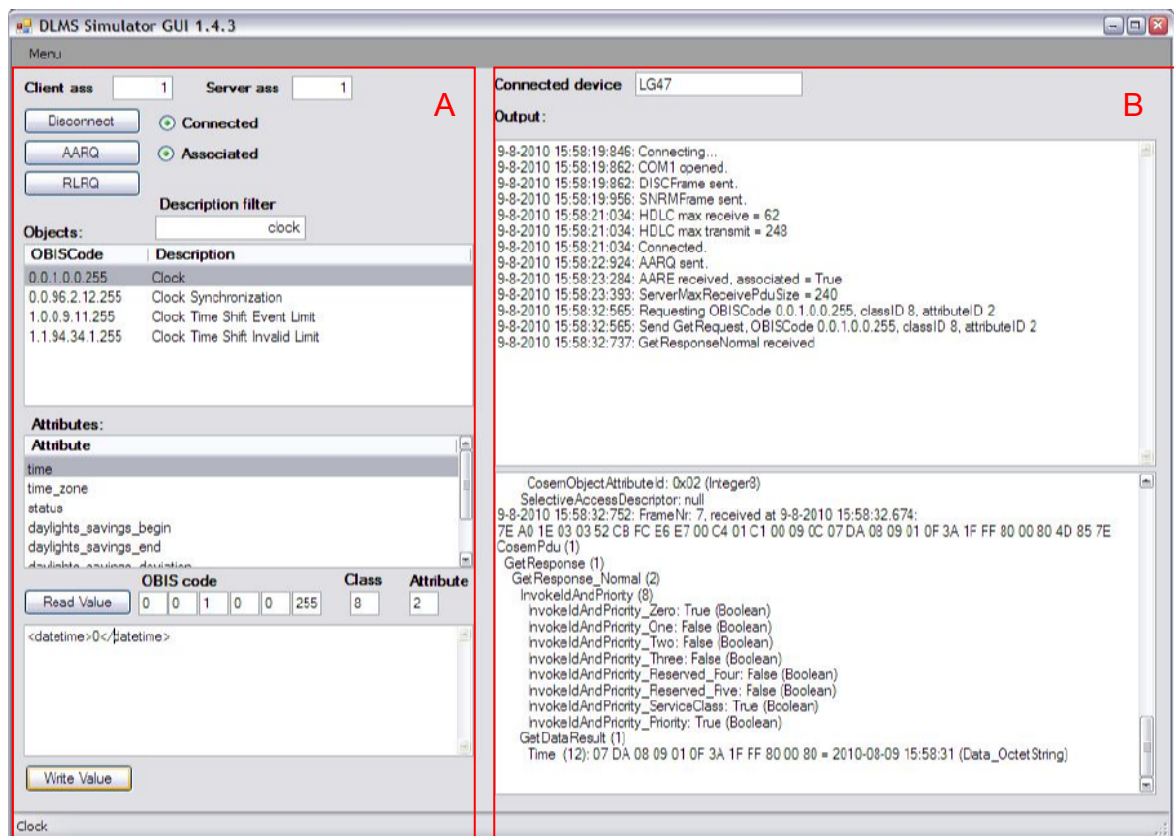 DLMS Simulator GUI 1.4.3
Menu
A
Client ass 1 Server ass 1
Disconnect Connected
AARQ Associated
RLRQ
Description filter
Objects: clock
OBISCode Description
0.0.1.0.0.255 Clock
0.0.96.2.12.255 Clock Synchronization
1.0.0.9.11.255 Clock Time Shift Event Limit
1.1.94.34.1.255 Clock Time Shift Invalid Limit
Attributes:
Attribute
time
time_zone
status
daylights_savings_begin
daylights_savings_end
daylights_savings_deviation
OBIS code Class Attribute
Read Value 0 0 1 0 0 255 8 2
<datetime>0</datetime>
Write Value
Clock
B
Connected device LG47
Output:
9-8-2010 15:58:19:846: Connecting...
9-8-2010 15:58:19:862: COM1 opened.
9-8-2010 15:58:19:862: DISCFrame sent.
9-8-2010 15:58:19:956: SNRMFrame sent.
9-8-2010 15:58:21:034: HDLC max receive = 62
9-8-2010 15:58:21:034: HDLC max transmit = 248
9-8-2010 15:58:21:034: Connected.
9-8-2010 15:58:22:924: AARQ sent.
9-8-2010 15:58:23:284: AARE received, associated = True
9-8-2010 15:58:23:393: ServerMaxReceivePduSize = 240
9-8-2010 15:58:32:565: Requesting OBISCode 0.0.1.0.0.255, classID 8, attributeID 2
9-8-2010 15:58:32:565: Send GetRequest, OBISCode 0.0.1.0.0.255, classID 8, attributeID 2
9-8-2010 15:58:32:737: GetResponseNormal received
CosemObjectAttributeId: 0x02 (Integer8)
SelectiveAccessDescriptor: null
9-8-2010 15:58:32:752: FrameNr: 7, received at 9-8-2010 15:58:32.674:
7E A0 1E 03 03 52 CB FC E6 E7 00 C4 01 C1 00 09 0C 07 DA 08 09 01 0F 3A 1F FF 80 00 80 4D 85 7E
CosemPdu (1)
GetResponse (1)
GetResponse_Normal (2)
InvokeIdAndPriority (8)
InvokeIdAndPriority_Zero: True (Boolean)
InvokeIdAndPriority_One: False (Boolean)
InvokeIdAndPriority_Two: False (Boolean)
InvokeIdAndPriority_Three: False (Boolean)
InvokeIdAndPriority_Reserved_Four: False (Boolean)
InvokeIdAndPriority_Reserved_Five: False (Boolean)
InvokeIdAndPriority_ServiceClass: True (Boolean)
InvokeIdAndPriority_Priority: True (Boolean)
GetDataResult (1)
Time (12): 07 DA 08 09 01 0F 3A 1F FF 80 00 80 = 2010-08-09 15:58:31 (Data_OctetString)